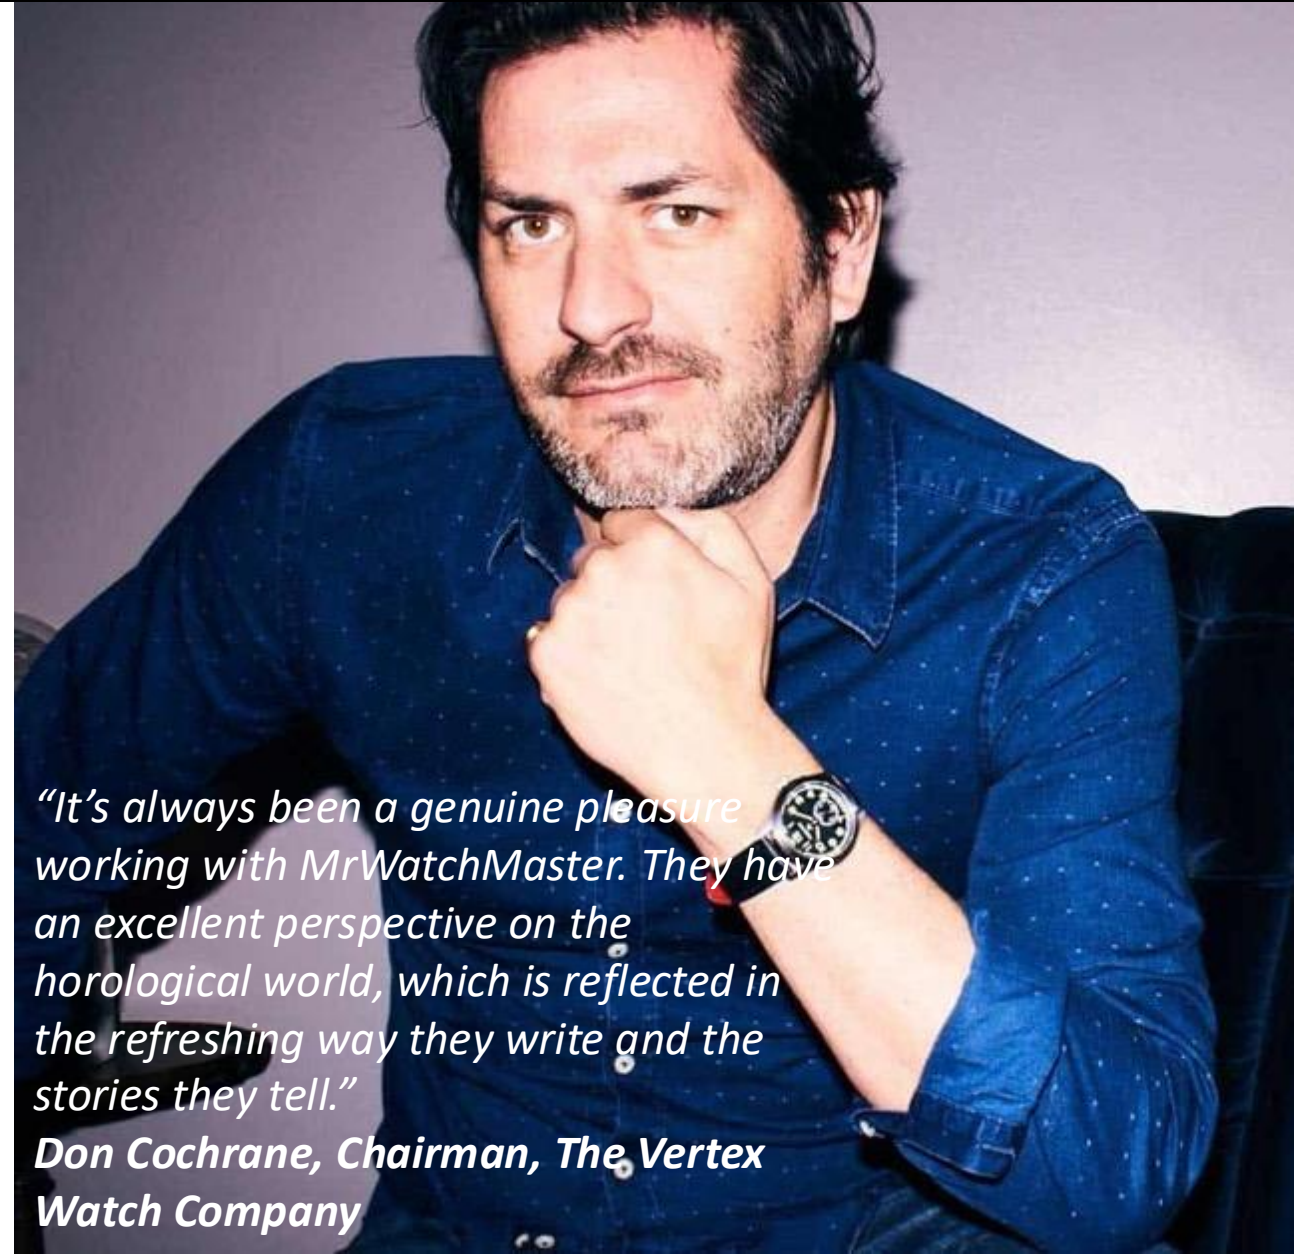 “It’s always been a genuine pleasure
working with MrWatchMaster. They have
an excellent perspective on the
horological world, which is reflected in
the refreshing way they write and the
stories they tell.”
Don Cochrane, Chairman, The Vertex
Watch Company